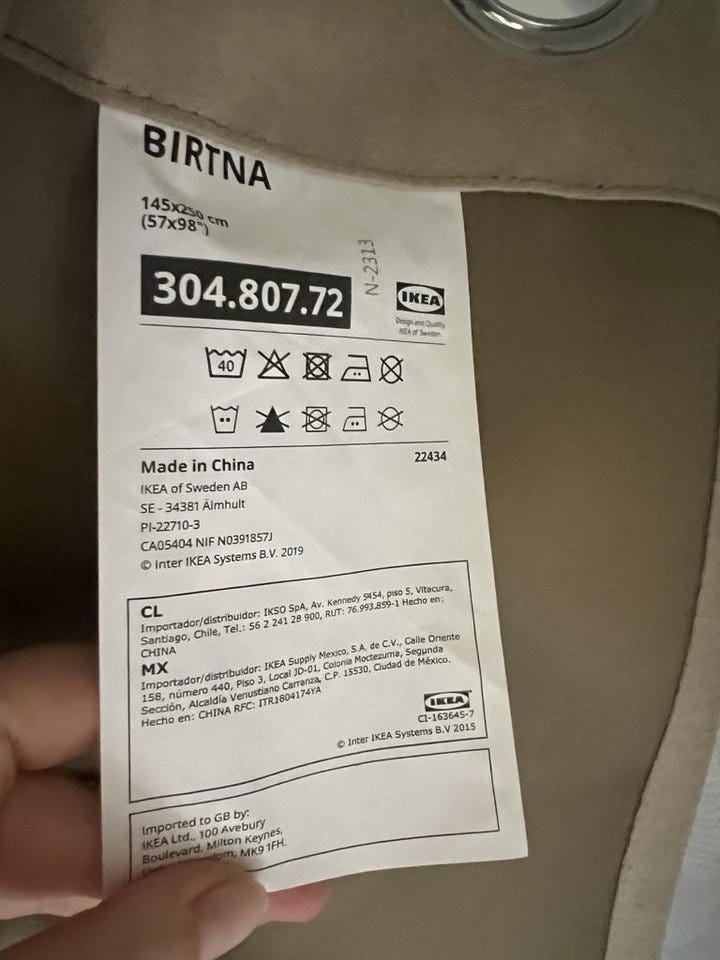 BIRTNA
145x250 cm
(57x98")
304.807.72
N-2313
IKEA
Design and Quality
IKEA of Sweden
40
Made in China
22434
IKEA of Sweden AB
SE - 34381 Älmhult
PI-22710-3
CA05404 NIF N0391857J
© Inter IKEA Systems B.V. 2019
CL
Importador/distribuidor: IKSO SpA, Av. Kennedy 5454, piso 5, Vitacura,
Santiago, Chile, Tel.: 56 2 241 28 900, RUT: 76.993.859-1 Hecho en:
CHINA
MX
Importador/distribuidor: IKEA Supply Mexico, S.A. de C.V., Calle Oriente
158, número 440, Piso 3, Local JD-01, Colonia Moctezuma, Segunda
Sección, Alcaldía Venustiano Carranza, C.P. 15530, Ciudad de México.
Hecho en: CHINA RFC: ITR1804174YA
IKEA
CI-163645-7
© Inter IKEA Systems B.V 2015
Imported to GB by:
IKEA Ltd., 100 Avebury
Boulevard, Milton Keynes,
MK9 1FH.